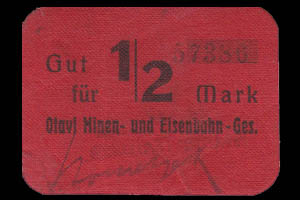 Gut 1/2
für Mark
Otavi Minen- und Eisenbahn-Ges.